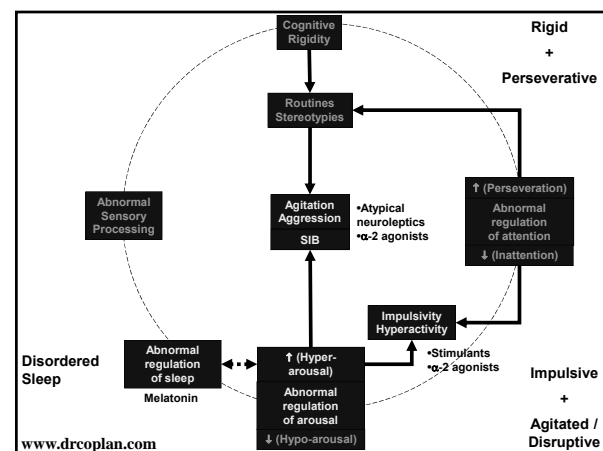 Cognitive
Rigidity
Rigid
+
Perseverative
Routines
Stereotypies
Abnormal
Sensory
Processing
Agitation
Aggression
SIB
•Atypical
neuroleptics
•α-2 agonists
↑ (Perseveration)
Abnormal
regulation
of attention
↓ (Inattention)
Impulsivity
Hyperactivity
•Stimulants
•α-2 agonists
Disordered
Sleep
Abnormal
regulation
of sleep
Melatonin
↑ (Hyper-
arousal)
Abnormal
regulation
of arousal
↓ (Hypo-arousal)
Impulsive
+
Agitated /
Disruptive
www.drcoplan.com